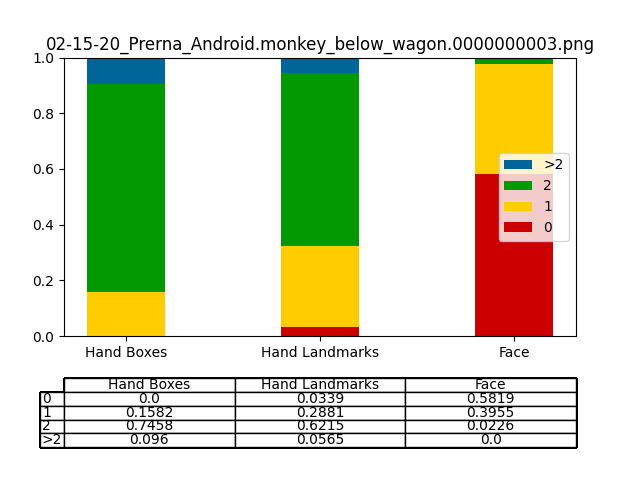 02-15-20_Prerna_Android.monkey_below_wagon.0000000003.png
1.0
0.8
0.6
0.4
0.2
0.0
>2
2
1
0
Hand Boxes Hand Landmarks Face
Hand Boxes Hand Landmarks Face
0 0.0 0.0339 0.5819
1 0.1582 0.2881 0.3955
2 0.7458 0.6215 0.0226
>2 0.096 0.0565 0.0